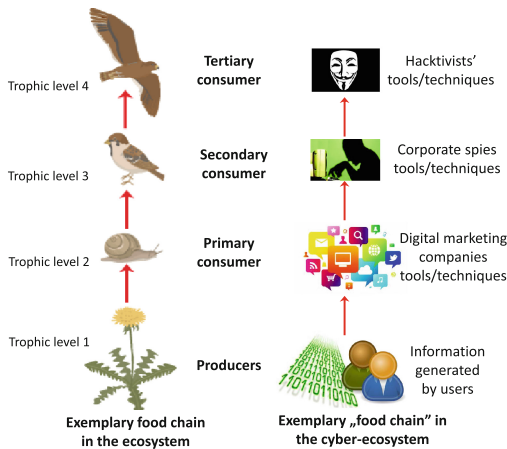 Trophic level 4
Tertiary
consumer
Hacktivists'
tools/techniques
Trophic level 3
Secondary
consumer
Corporate spies
tools/techniques
Trophic level 2
Primary
consumer
Digital marketing
companies
tools/techniques
Trophic level 1
Producers
Information
generated
by users
Exemplary food chain
in the ecosystem
Exemplary „food chain” in
the cyber-ecosystem